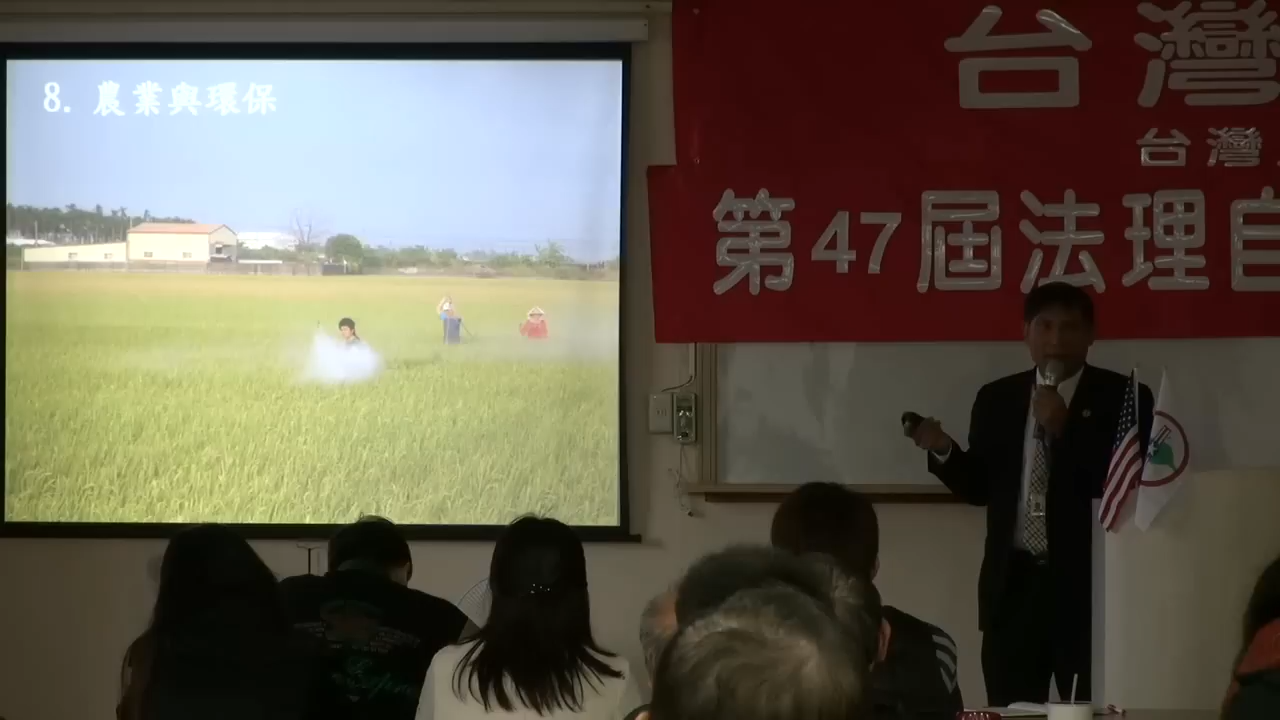 8. 農業與環保
台灣
台灣
第47屆法理自